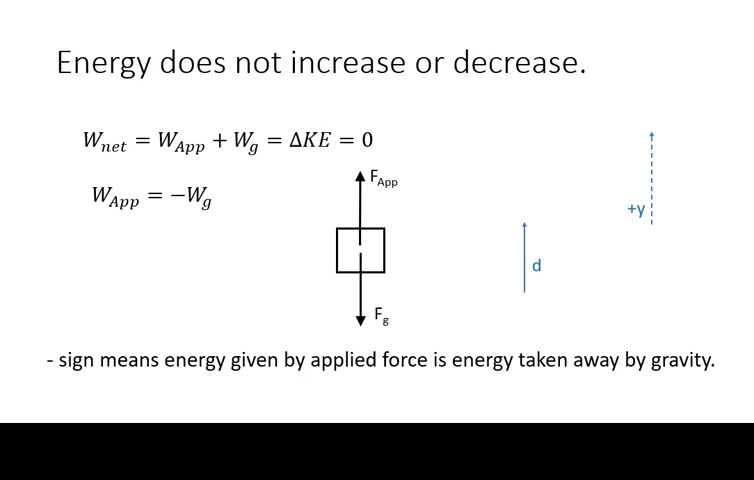 Energy does not increase or decrease.
W_net = W_App + W_g = ΔKE = 0
W_App = −W_g
F_App
+y
d
F_g
- sign means energy given by applied force is energy taken away by gravity.